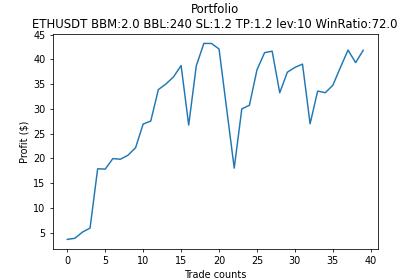 Portfolio
ETHUSDT BBM:2.0 BBL:240 SL:1.2 TP:1.2 lev:10 WinRatio:72.0
45
40
35
30
25
20
15
10
5
Profit ($)
0 5 10 15 20 25 30 35 40
Trade counts